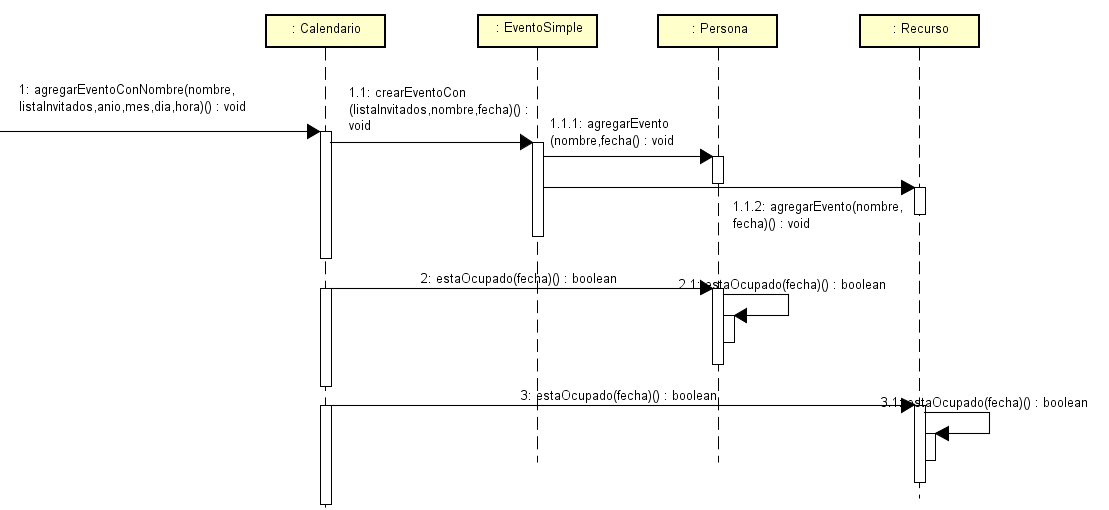 : Calendario
: EventoSimple
: Persona
: Recurso
1: agregarEventoConNombre(nombre,
listaInvitados,anio,mes,dia,hora)() : void
1.1: crearEventoCon
(listaInvitados,nombre,fecha)() :
void
1.1.1: agregarEvento
(nombre,fecha() : void
1.1.2: agregarEvento(nombre,
fecha)() : void
2: estaOcupado(fecha)() : boolean
2.1: estaOcupado(fecha)() : boolean
3: estaOcupado(fecha)() : boolean
3.1: estaOcupado(fecha)() : boolean